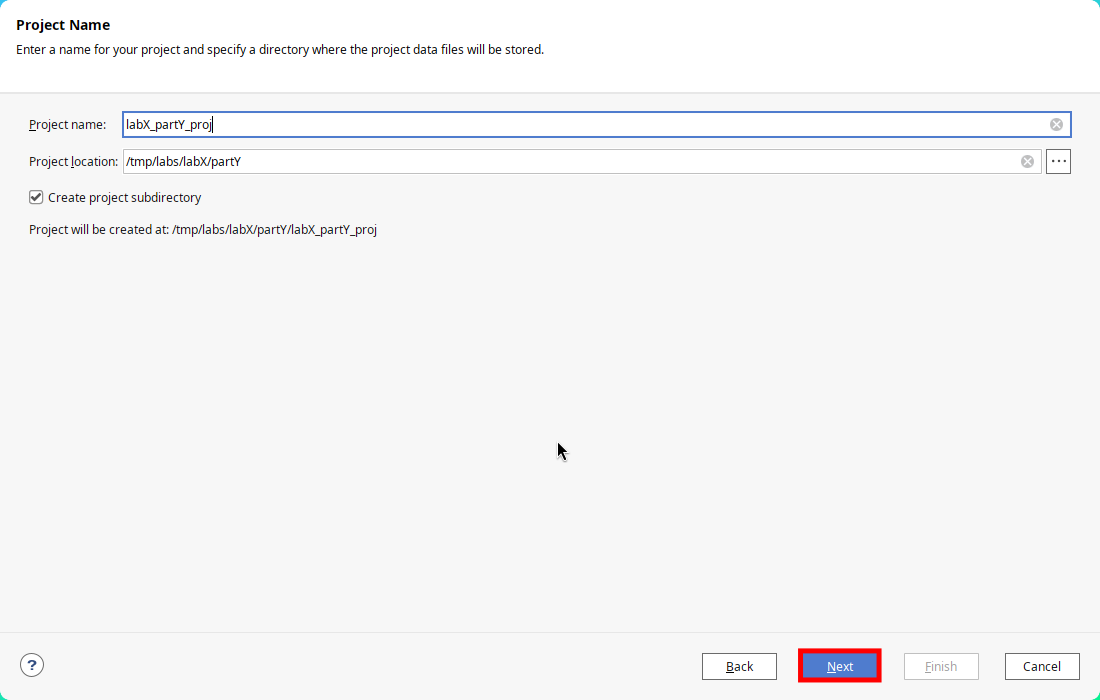 Project Name
Enter a name for your project and specify a directory where the project data files will be stored.
Project name: labX_partY_proj
Project location: /tmp/labs/labX/partY ...
Create project subdirectory
Project will be created at: /tmp/labs/labX/partY/labX_partY_proj
? Back Next Finish Cancel